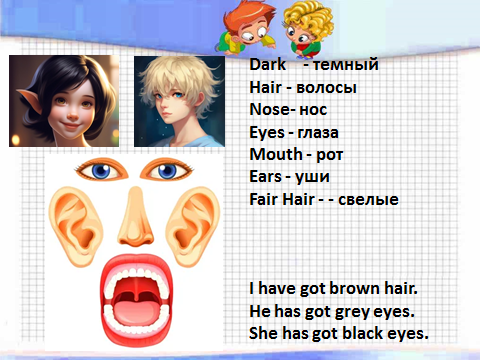 Dark - темный
Hair - волосы
Nose- нос
Eyes - глаза
Mouth - рот
Ears - уши
Fair Hair - - свелые
I have got brown hair.
He has got grey eyes.
She has got black eyes.